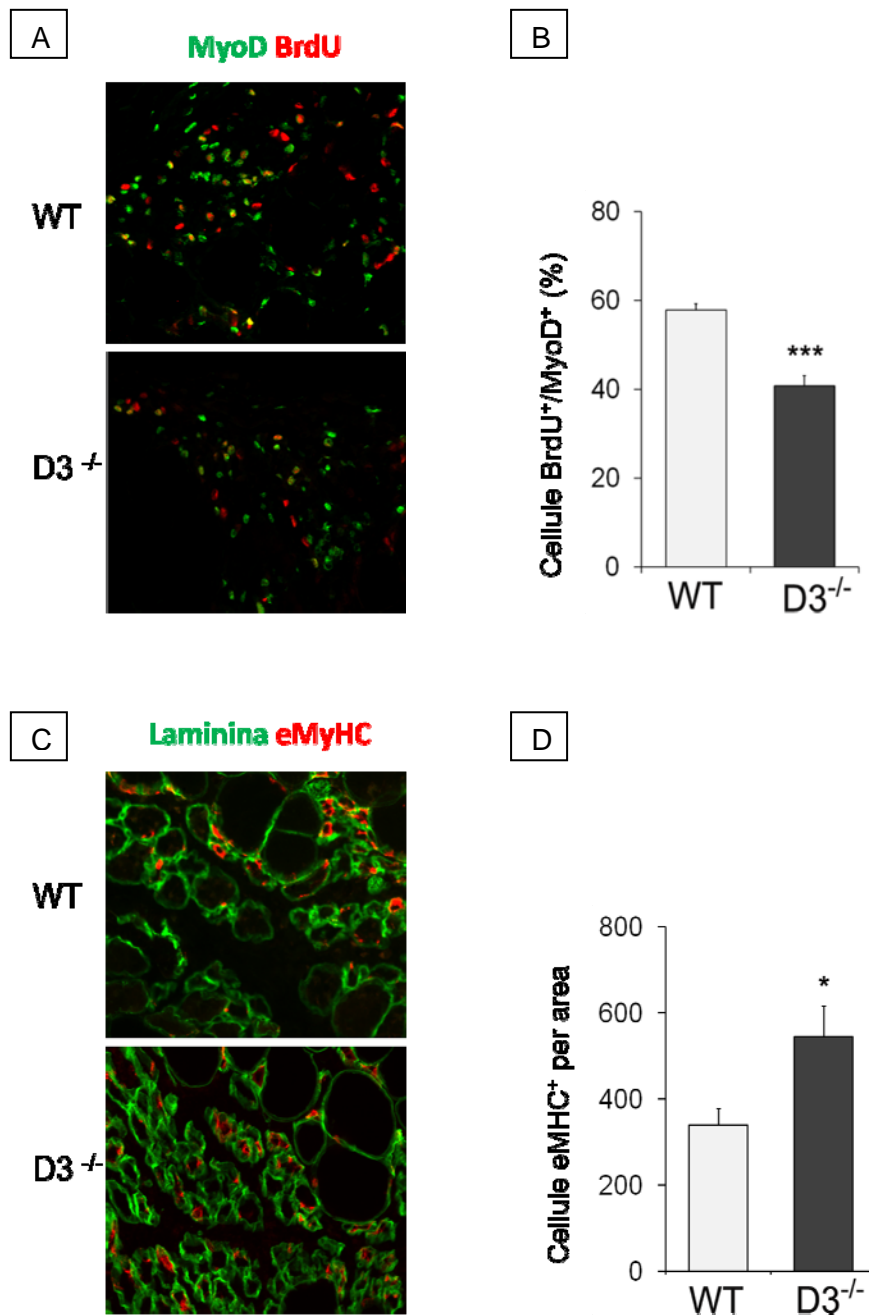 A
MyoD BrdU
WT
D3 -/-
B
Cellule BrdU+/MyoD+ (%)
80
60
40
20
0
***
WT D3-/-
C
Laminina eMyHC
WT
D3 -/-
D
Cellule eMHC+ per area
800
600
400
200
0
*
WT D3-/-